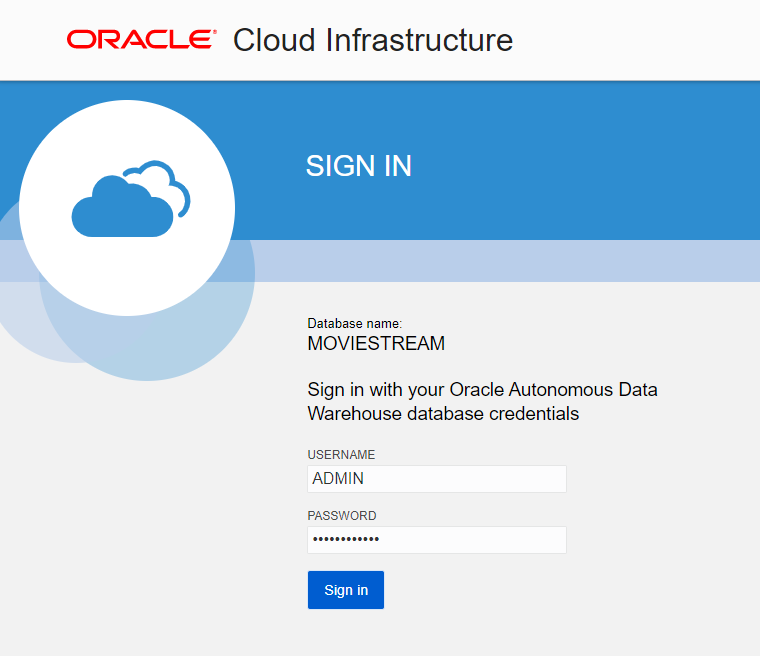 ORACLE® Cloud Infrastructure
SIGN IN
Database name:
MOVIESTREAM
Sign in with your Oracle Autonomous Data
Warehouse database credentials
USERNAME
ADMIN
PASSWORD
••••••••••••
Sign in